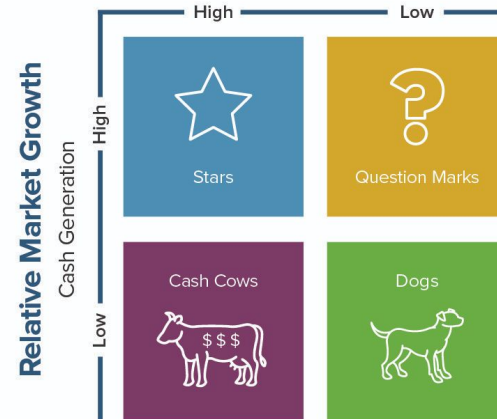 High
Low
Relative Market Growth
Cash Generation
High
Low
Stars
Question Marks
Cash Cows
Dogs
$ $ $